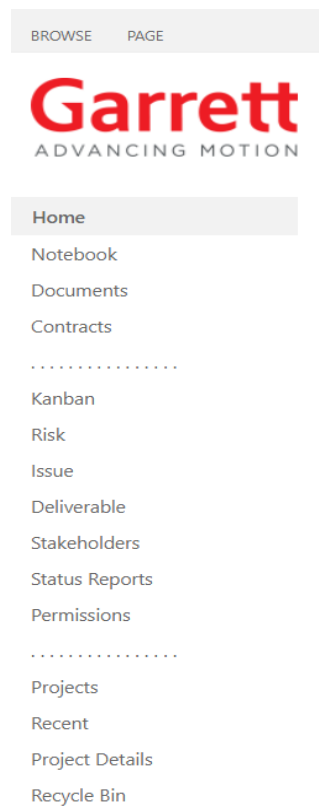 BROWSE PAGE
Garrett
ADVANCING MOTION
Home
Notebook
Documents
Contracts
................
Kanban
Risk
Issue
Deliverable
Stakeholders
Status Reports
Permissions
................
Projects
Recent
Project Details
Recycle Bin